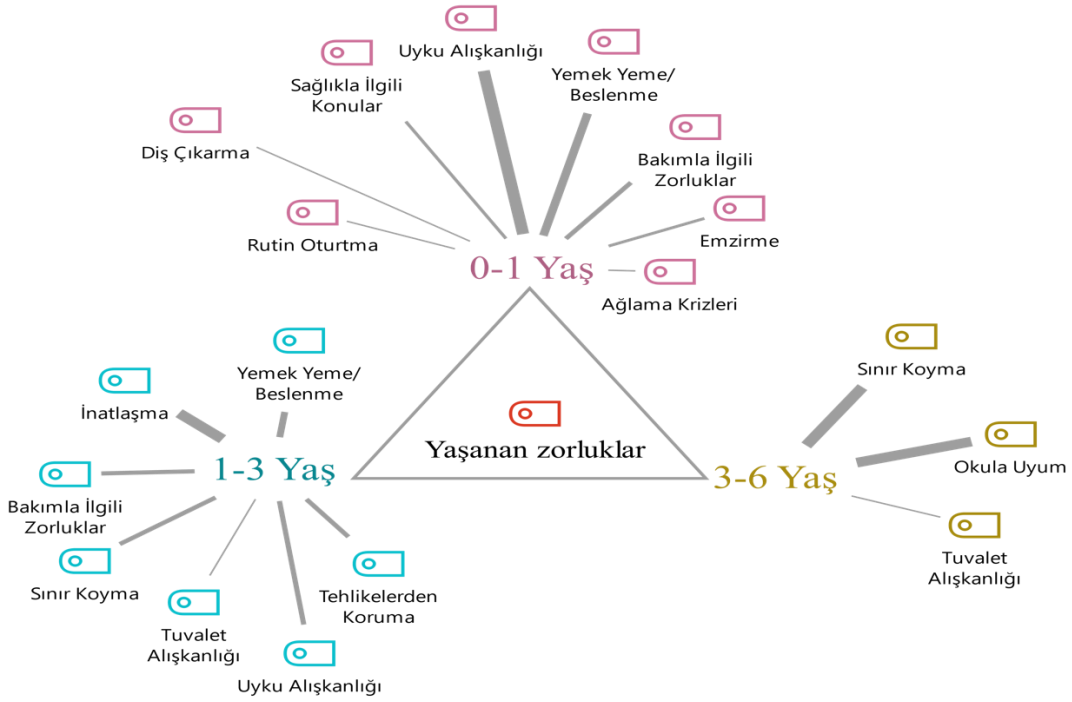 Uyku Alışkanlığı
Sağlıkla İlgili
Konular
Yemek Yeme/
Beslenme
Diş Çıkarma
Bakımla İlgili
Zorluklar
Rutin Oturtma
Emzirme
0-1 Yaş
Ağlama Krizleri
Yemek Yeme/
Beslenme
İnatlaşma
Sınır Koyma
Yaşanan zorluklar
1-3 Yaş
3-6 Yaş
Okula Uyum
Bakımla İlgili
Zorluklar
Sınır Koyma
Tuvalet
Alışkanlığı
Uyku Alışkanlığı
Tehlikelerden
Koruma
Tuvalet
Alışkanlığı